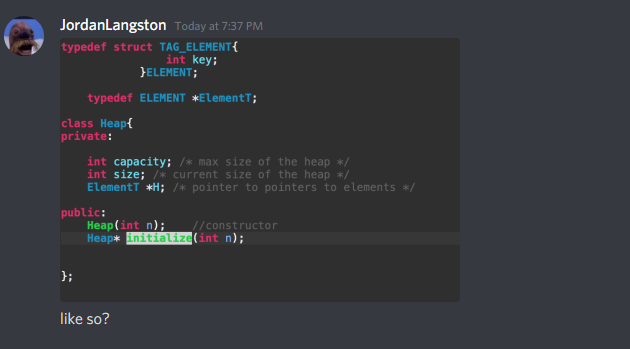 JordanLangston Today at 7:37 PM
typedef struct TAG_ELEMENT{
int key;
}ELEMENT;
typedef ELEMENT *ElementT;
class Heap{
private:
int capacity; /* max size of the heap */
int size; /* current size of the heap */
ElementT *H; /* pointer to pointers to elements */
public:
Heap(int n); //constructor
Heap* initialize(int n);
};
like so?